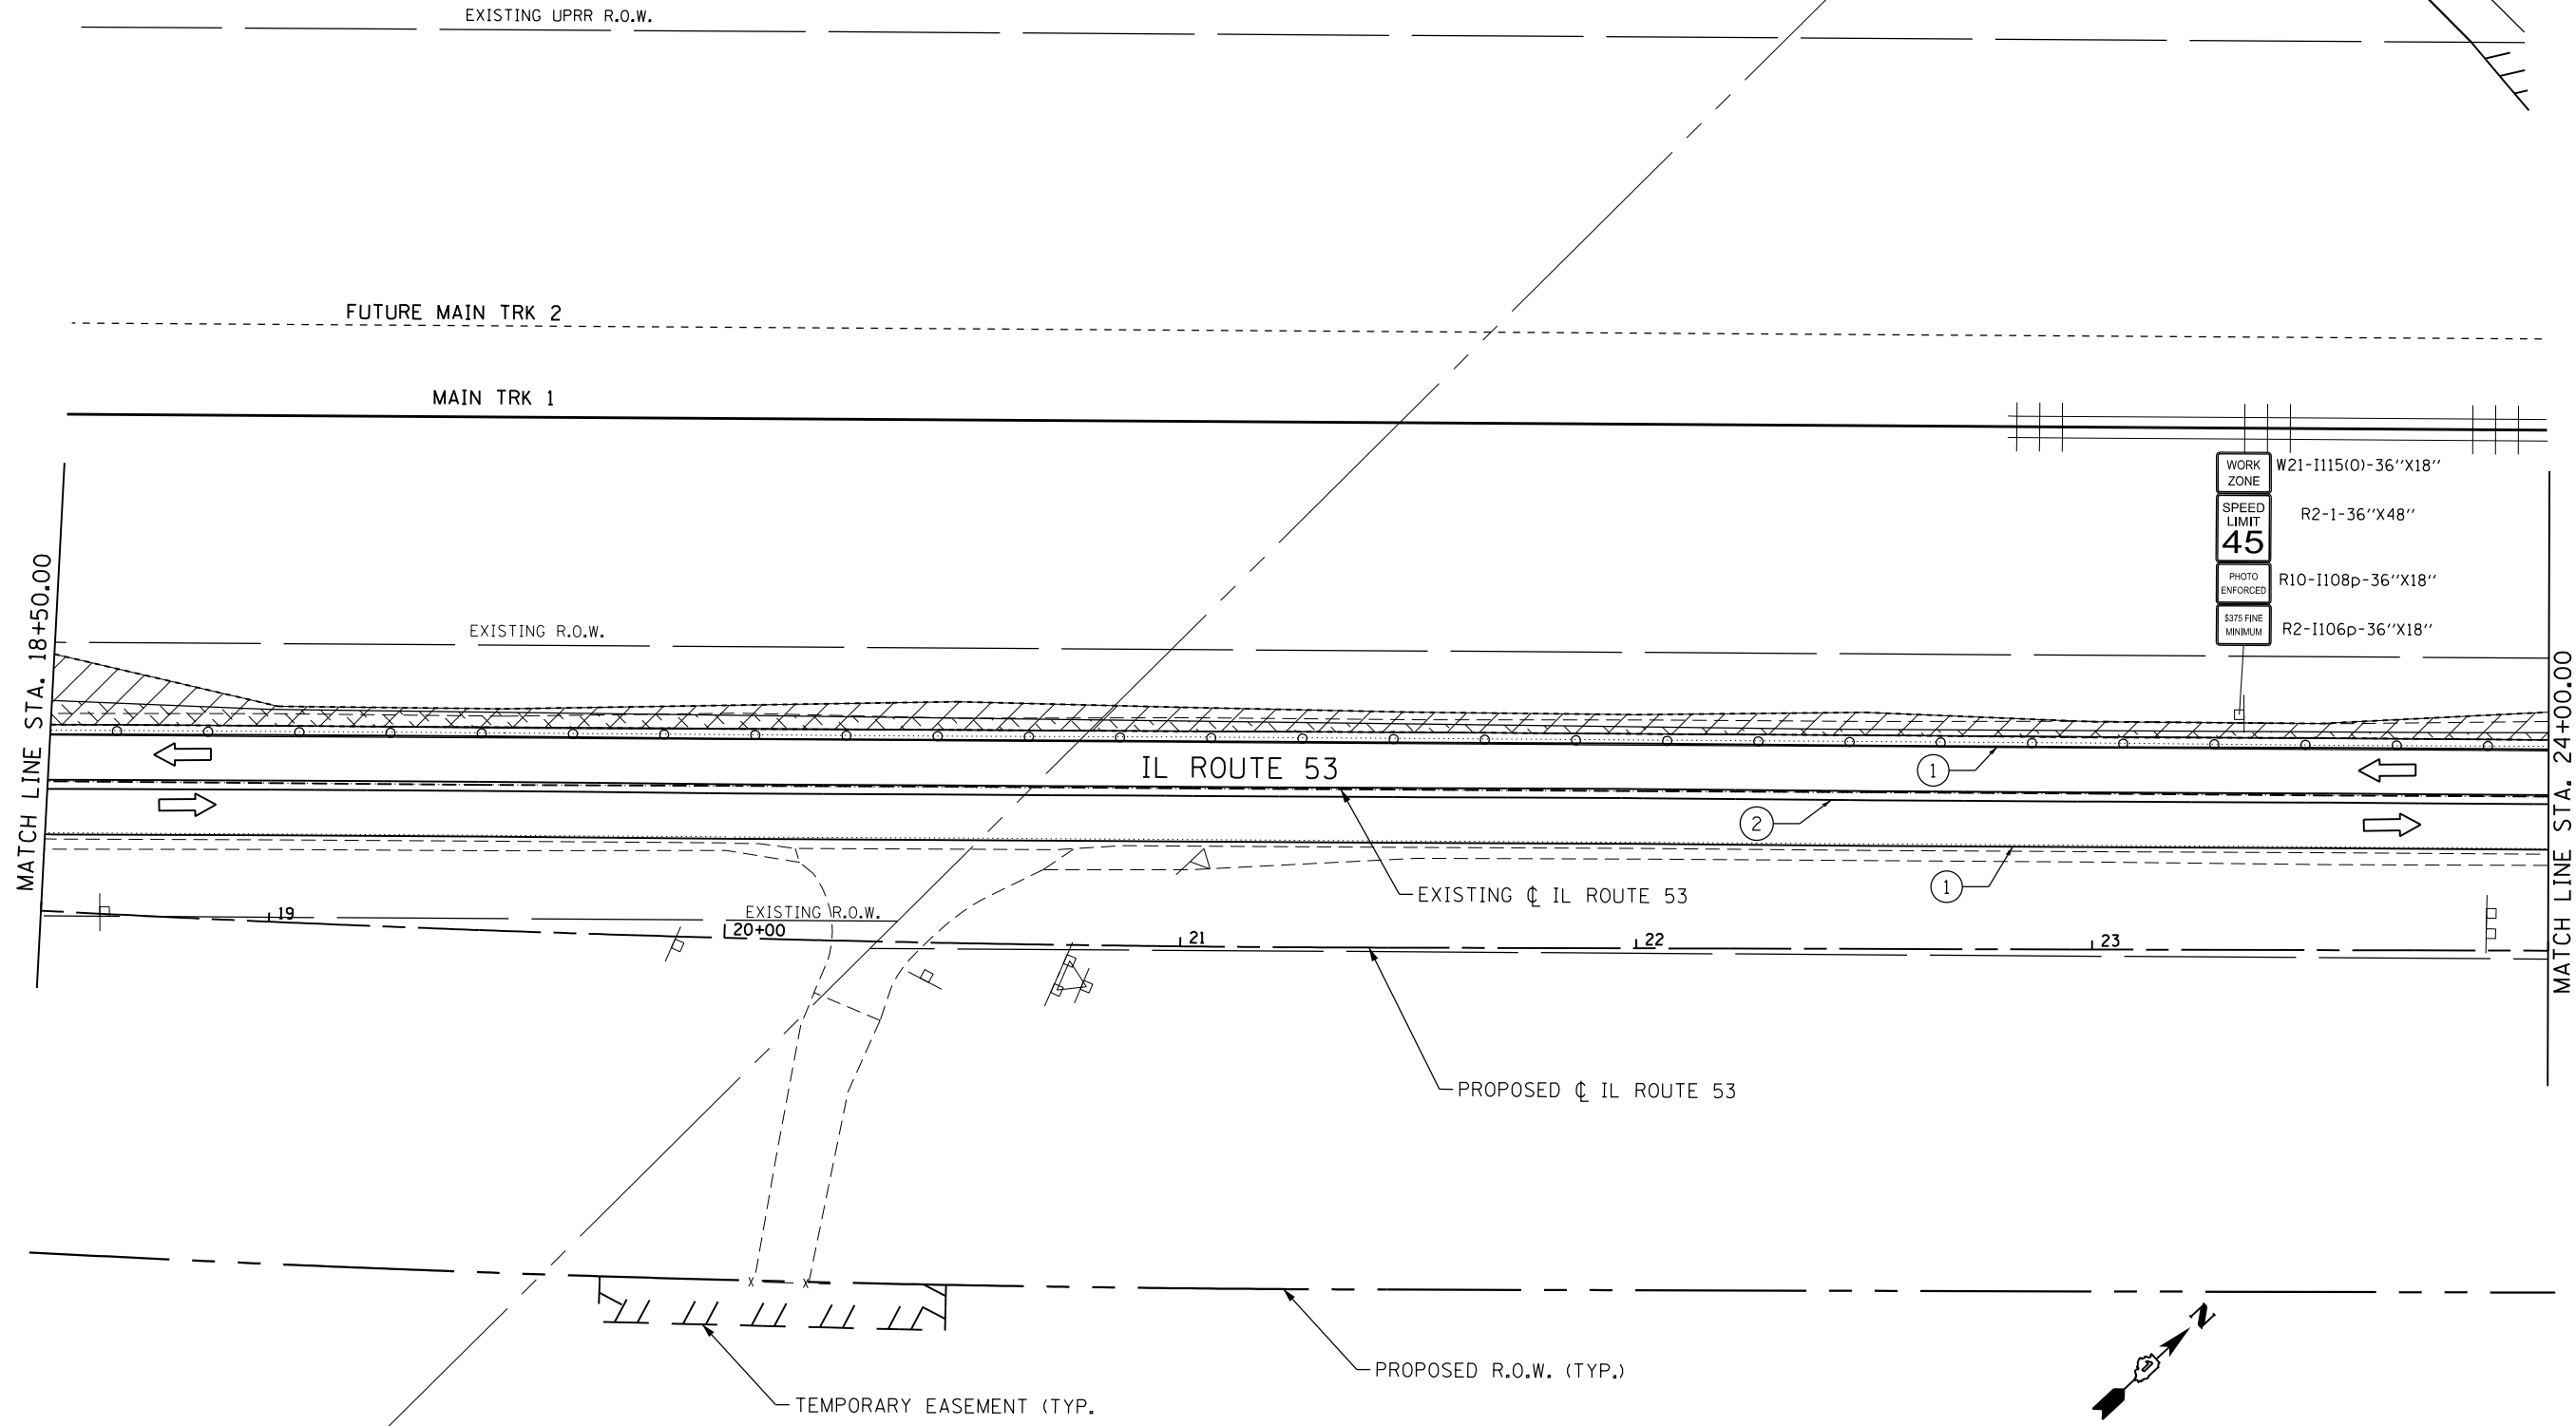 EXISTING UPRR R.O.W.
FUTURE MAIN TRK 2
MAIN TRK 1
WORK
ZONE
W21-I115(O)-36''X18''
SPEED
LIMIT
45
R2-1-36''X48''
PHOTO
ENFORCED
R10-I108p-36''X18''
$375 FINE
MINIMUM
R2-I106p-36''X18''
MATCH LINE STA. 18+50.00
EXISTING R.O.W.
MATCH LINE STA. 24+00.00
IL ROUTE 53
1
2
1
EXISTING ℄ IL ROUTE 53
EXISTING R.O.W.
19
20+00
21
22
23
PROPOSED ℄ IL ROUTE 53
X X
PROPOSED R.O.W. (TYP.)
TEMPORARY EASEMENT (TYP.
N